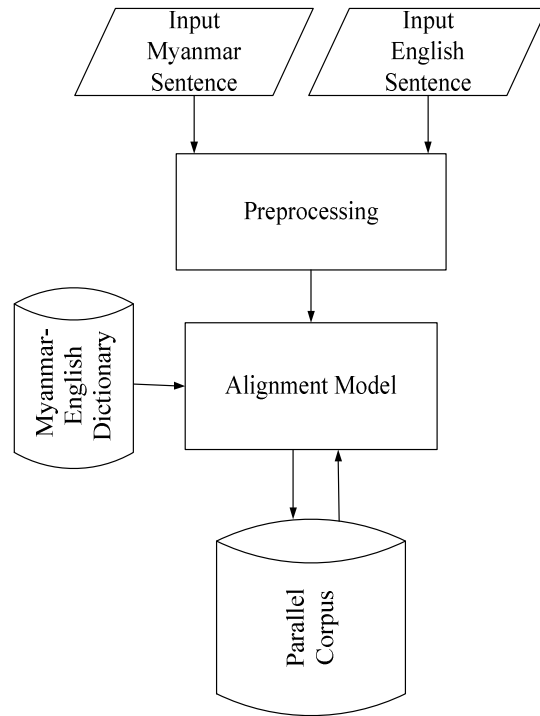 Input
Myanmar
Sentence
Input
English
Sentence
Preprocessing
Myanmar-
English
Dictionary
Alignment Model
Parallel
Corpus